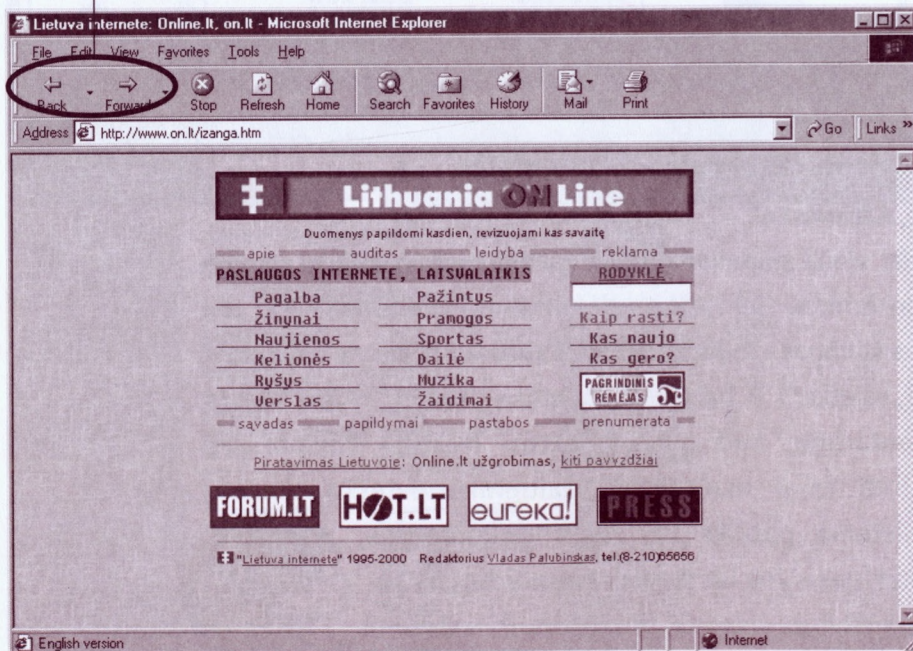 Lietuva internete: Online.lt, on.lt - Microsoft Internet Explorer
File Edit View Favorites Tools Help
Back Forward Stop Refresh Home Search Favorites History Mail Print
Address http://www.on.lt/izanga.htm Go Links »
Lithuania ON Line
Duomenys papildomi kasdien, revizuojami kas savaitę
apie auditas leidyba reklama
PASLAUGOS INTERNETE, LAISVALAIKIS RODYKLĖ
Pagalba Pažintys
Žinynai Pramogos Kaip rasti?
Naujienos Sportas Kas naujo
Kelionės Dailė Kas gero?
Ryšys Muzika PAGRINDINIS
Verslas Žaidimai RĖMĖJAS
sąvadas papildymai pastabos prenumerata
Piratavimas Lietuvoje: Online.lt užgrobimas, kiti pavyzdžiai
FORUM.LT HOT.LT eureka! PRESS
"Lietuva internete" 1995-2000 Redaktorius Vladas Palubinskas, tel.(8-210)65656
English version Internet